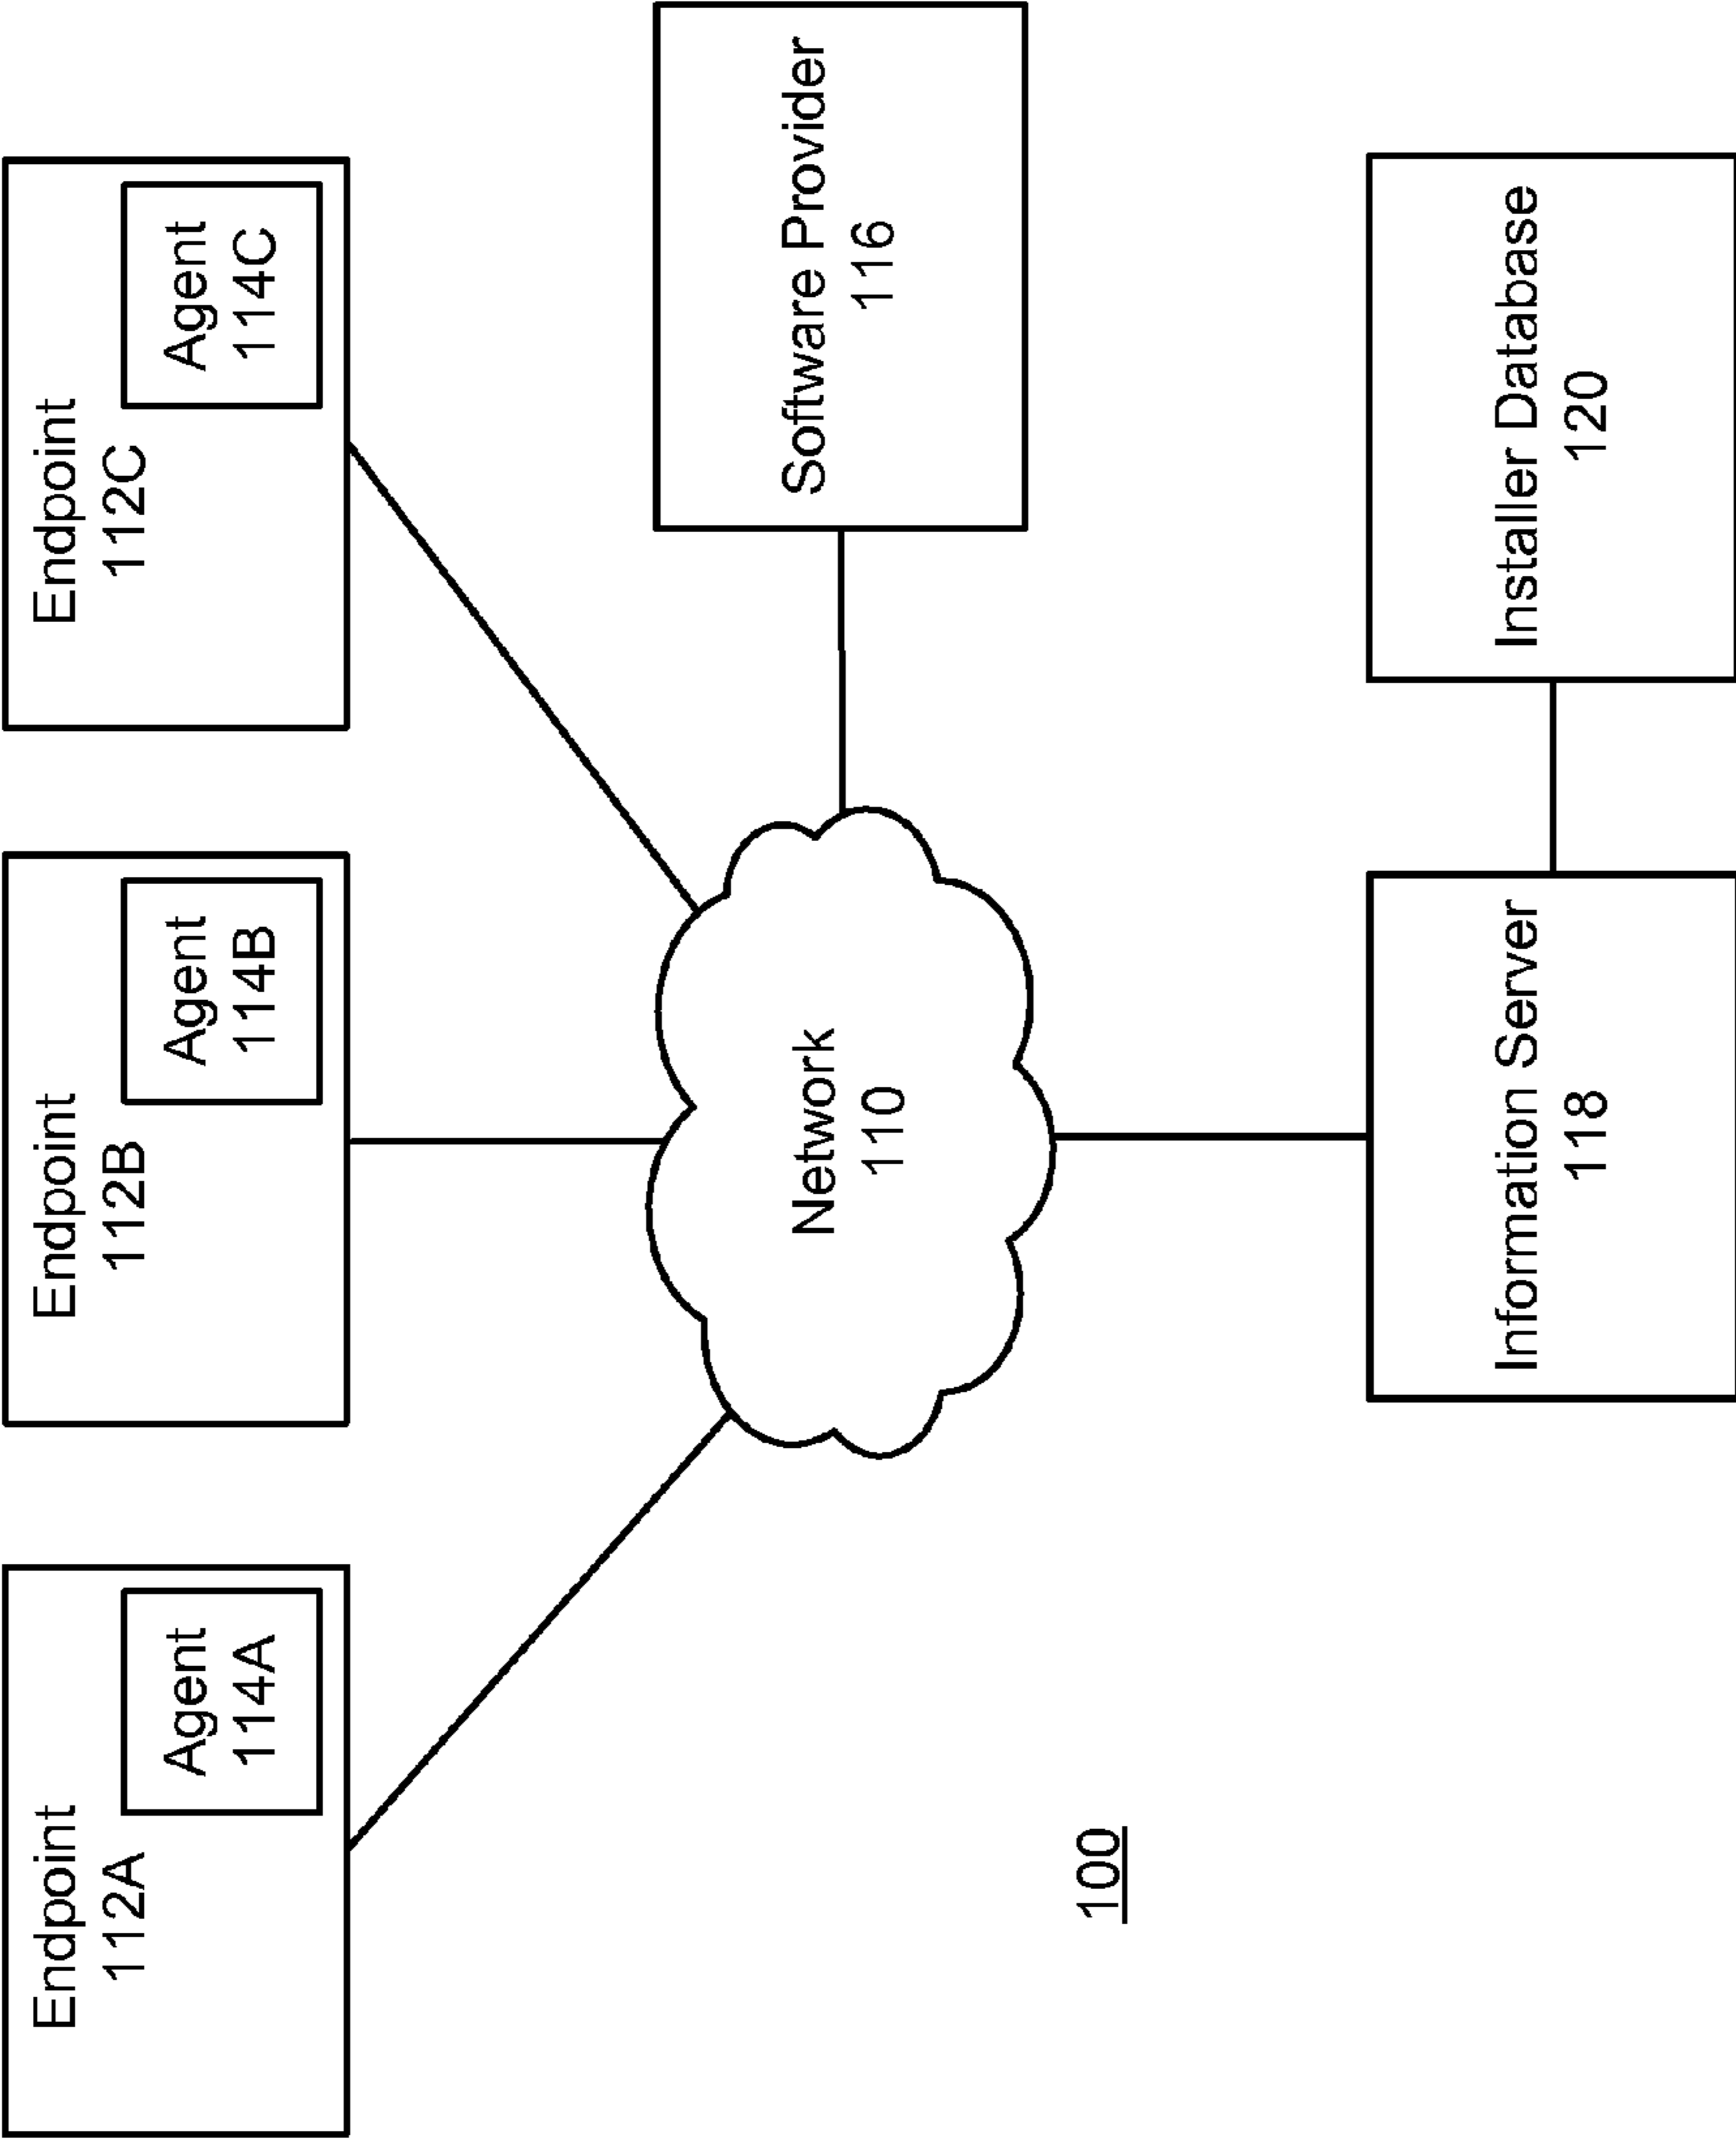 Endpoint
112A
Agent
114A
Endpoint
112B
Agent
114B
Endpoint
112C
Agent
114C
Network
110
Software Provider
116
100
Information Server
118
Installer Database
120